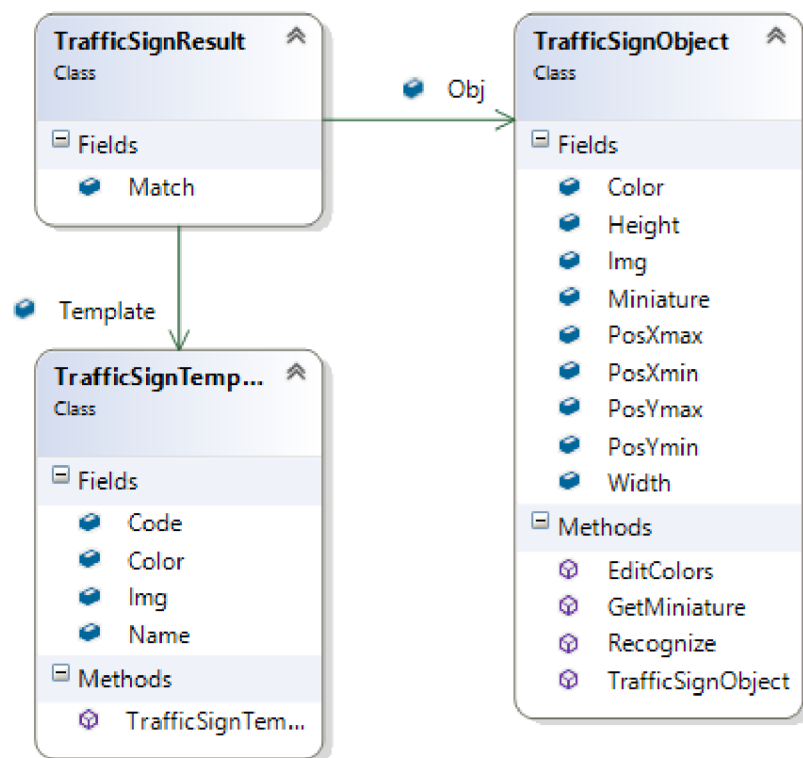 TrafficSignResult
Class
Fields
Match
Obj
Template
TrafficSignObject
Class
Fields
Color
Height
Img
Miniature
PosXmax
PosXmin
PosYmax
PosYmin
Width
Methods
EditColors
GetMiniature
Recognize
TrafficSignObject
TrafficSignTemp...
Class
Fields
Code
Color
Img
Name
Methods
TrafficSignTem...